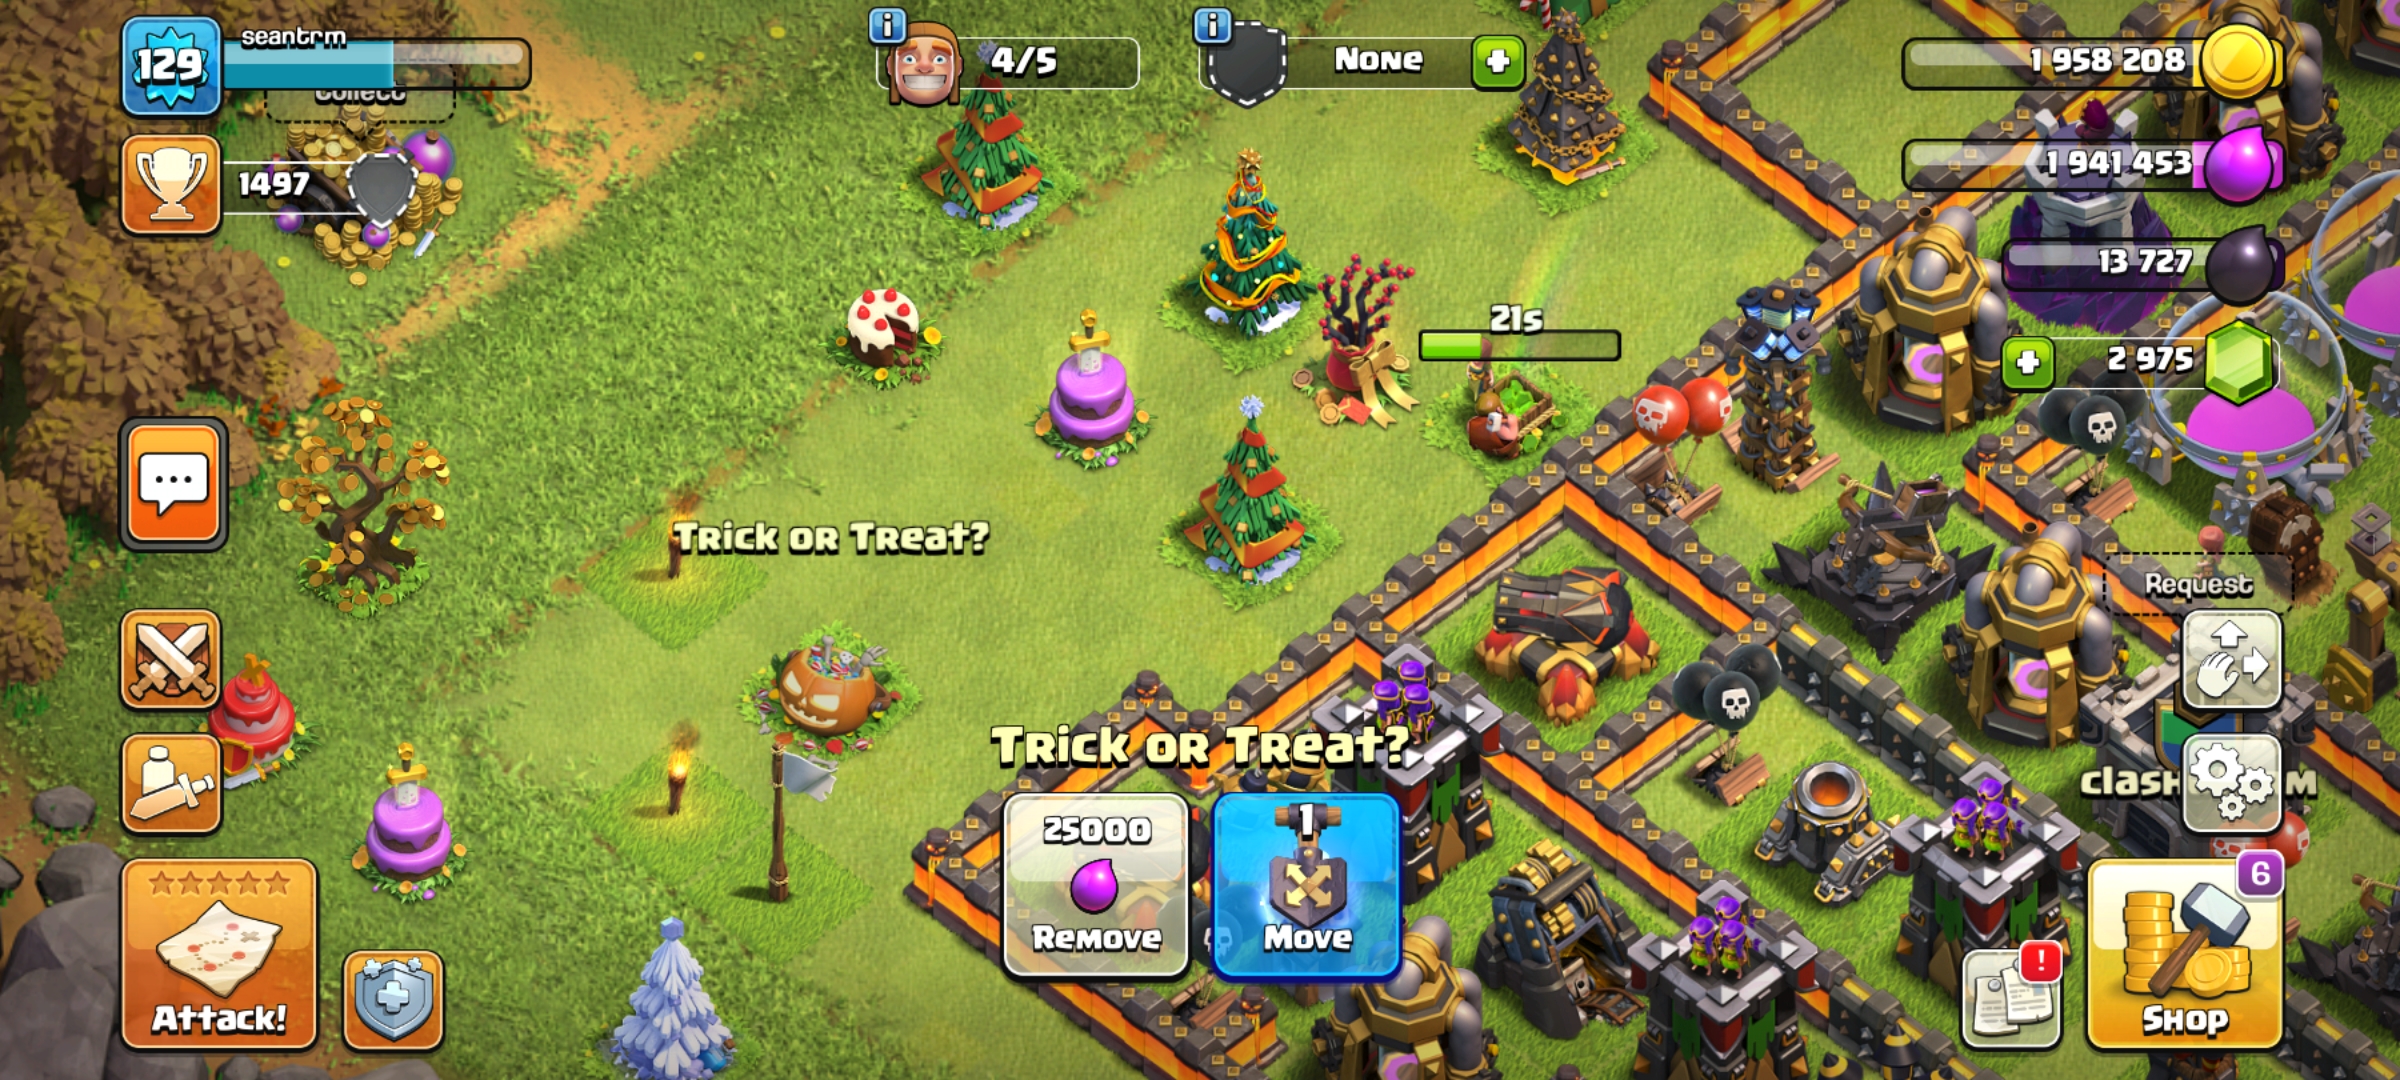 129
seantrm
4/5
None
1 958 208
Collect
1497
1 941 453
13 727
21s
2 975
Trick or Treat?
Request
Trick or Treat?
25000
Remove
1
Move
6
Attack!
Shop
!